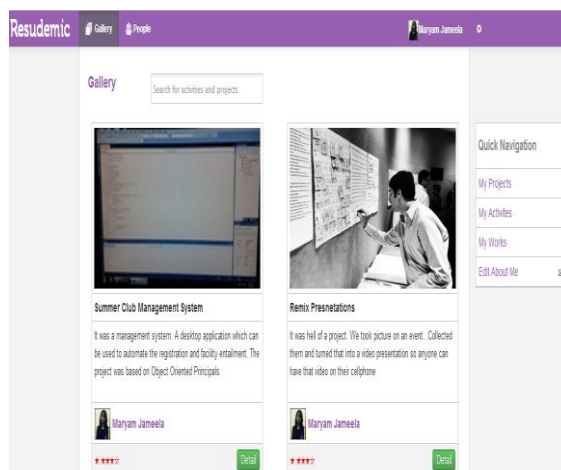 Resudemic Gallery People Maryam Jameela
Gallery
Search for activities and projects
Summer Club Management System
It was a management system. A desktop application which can
be used to automate the registration and facility entailment. The
project was based on Object Oriented Principals
Maryam Jameela
Detail
Remix Presnetations
It was hell of a project. We took picture on an event. Collected
them and turned that into a video presentation so anyone can
have that video on their cellphone
Maryam Jameela
Detail
Quick Navigation
My Projects
My Activites
My Works
Edit About Me